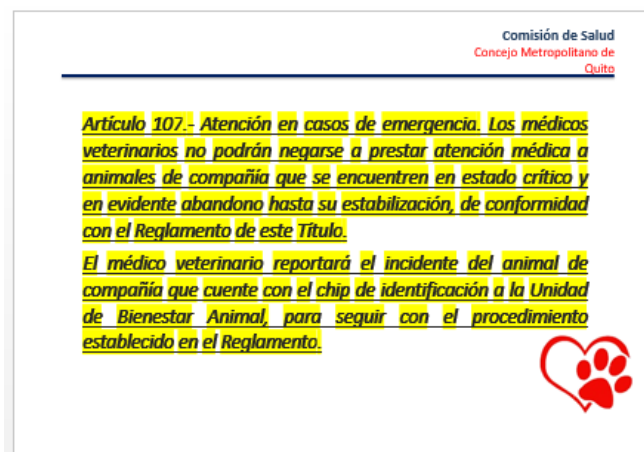 Comisión de Salud
Concejo Metropolitano de
Quito
Artículo 107.- Atención en casos de emergencia. Los médicos
veterinarios no podrán negarse a prestar atención médica a
animales de compañía que se encuentren en estado crítico y
en evidente abandono hasta su estabilización, de conformidad
con el Reglamento de este Título.
El médico veterinario reportará el incidente del animal de
compañía que cuente con el chip de identificación a la Unidad
de Bienestar Animal, para seguir con el procedimiento
establecido en el Reglamento.